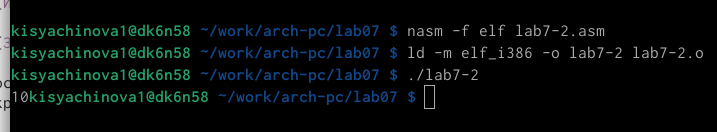 kisyachinova1@dk6n58 ~/work/arch-pc/lab07 $ nasm -f elf lab7-2.asm
kisyachinova1@dk6n58 ~/work/arch-pc/lab07 $ ld -m elf_i386 -o lab7-2 lab7-2.o
kisyachinova1@dk6n58 ~/work/arch-pc/lab07 $ ./lab7-2
10kisyachinova1@dk6n58 ~/work/arch-pc/lab07 $